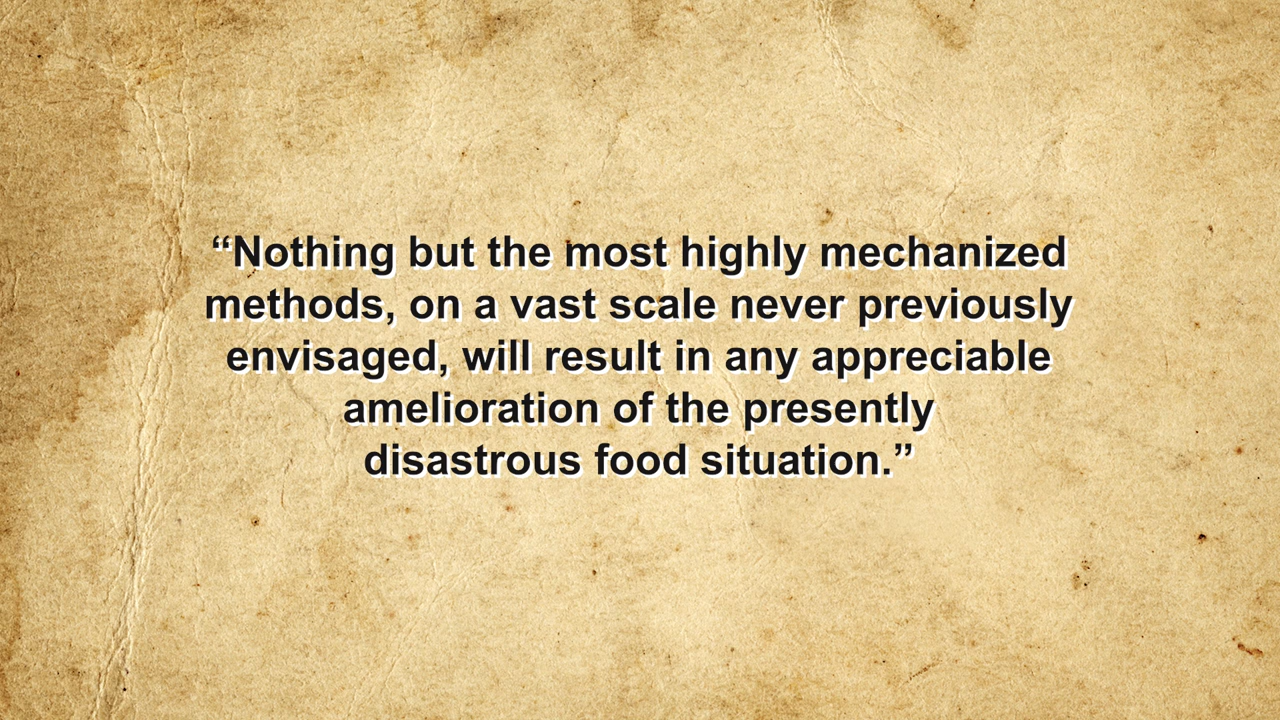 “Nothing but the most highly mechanized
methods, on a vast scale never previously
envisaged, will result in any appreciable
amelioration of the presently
disastrous food situation.”